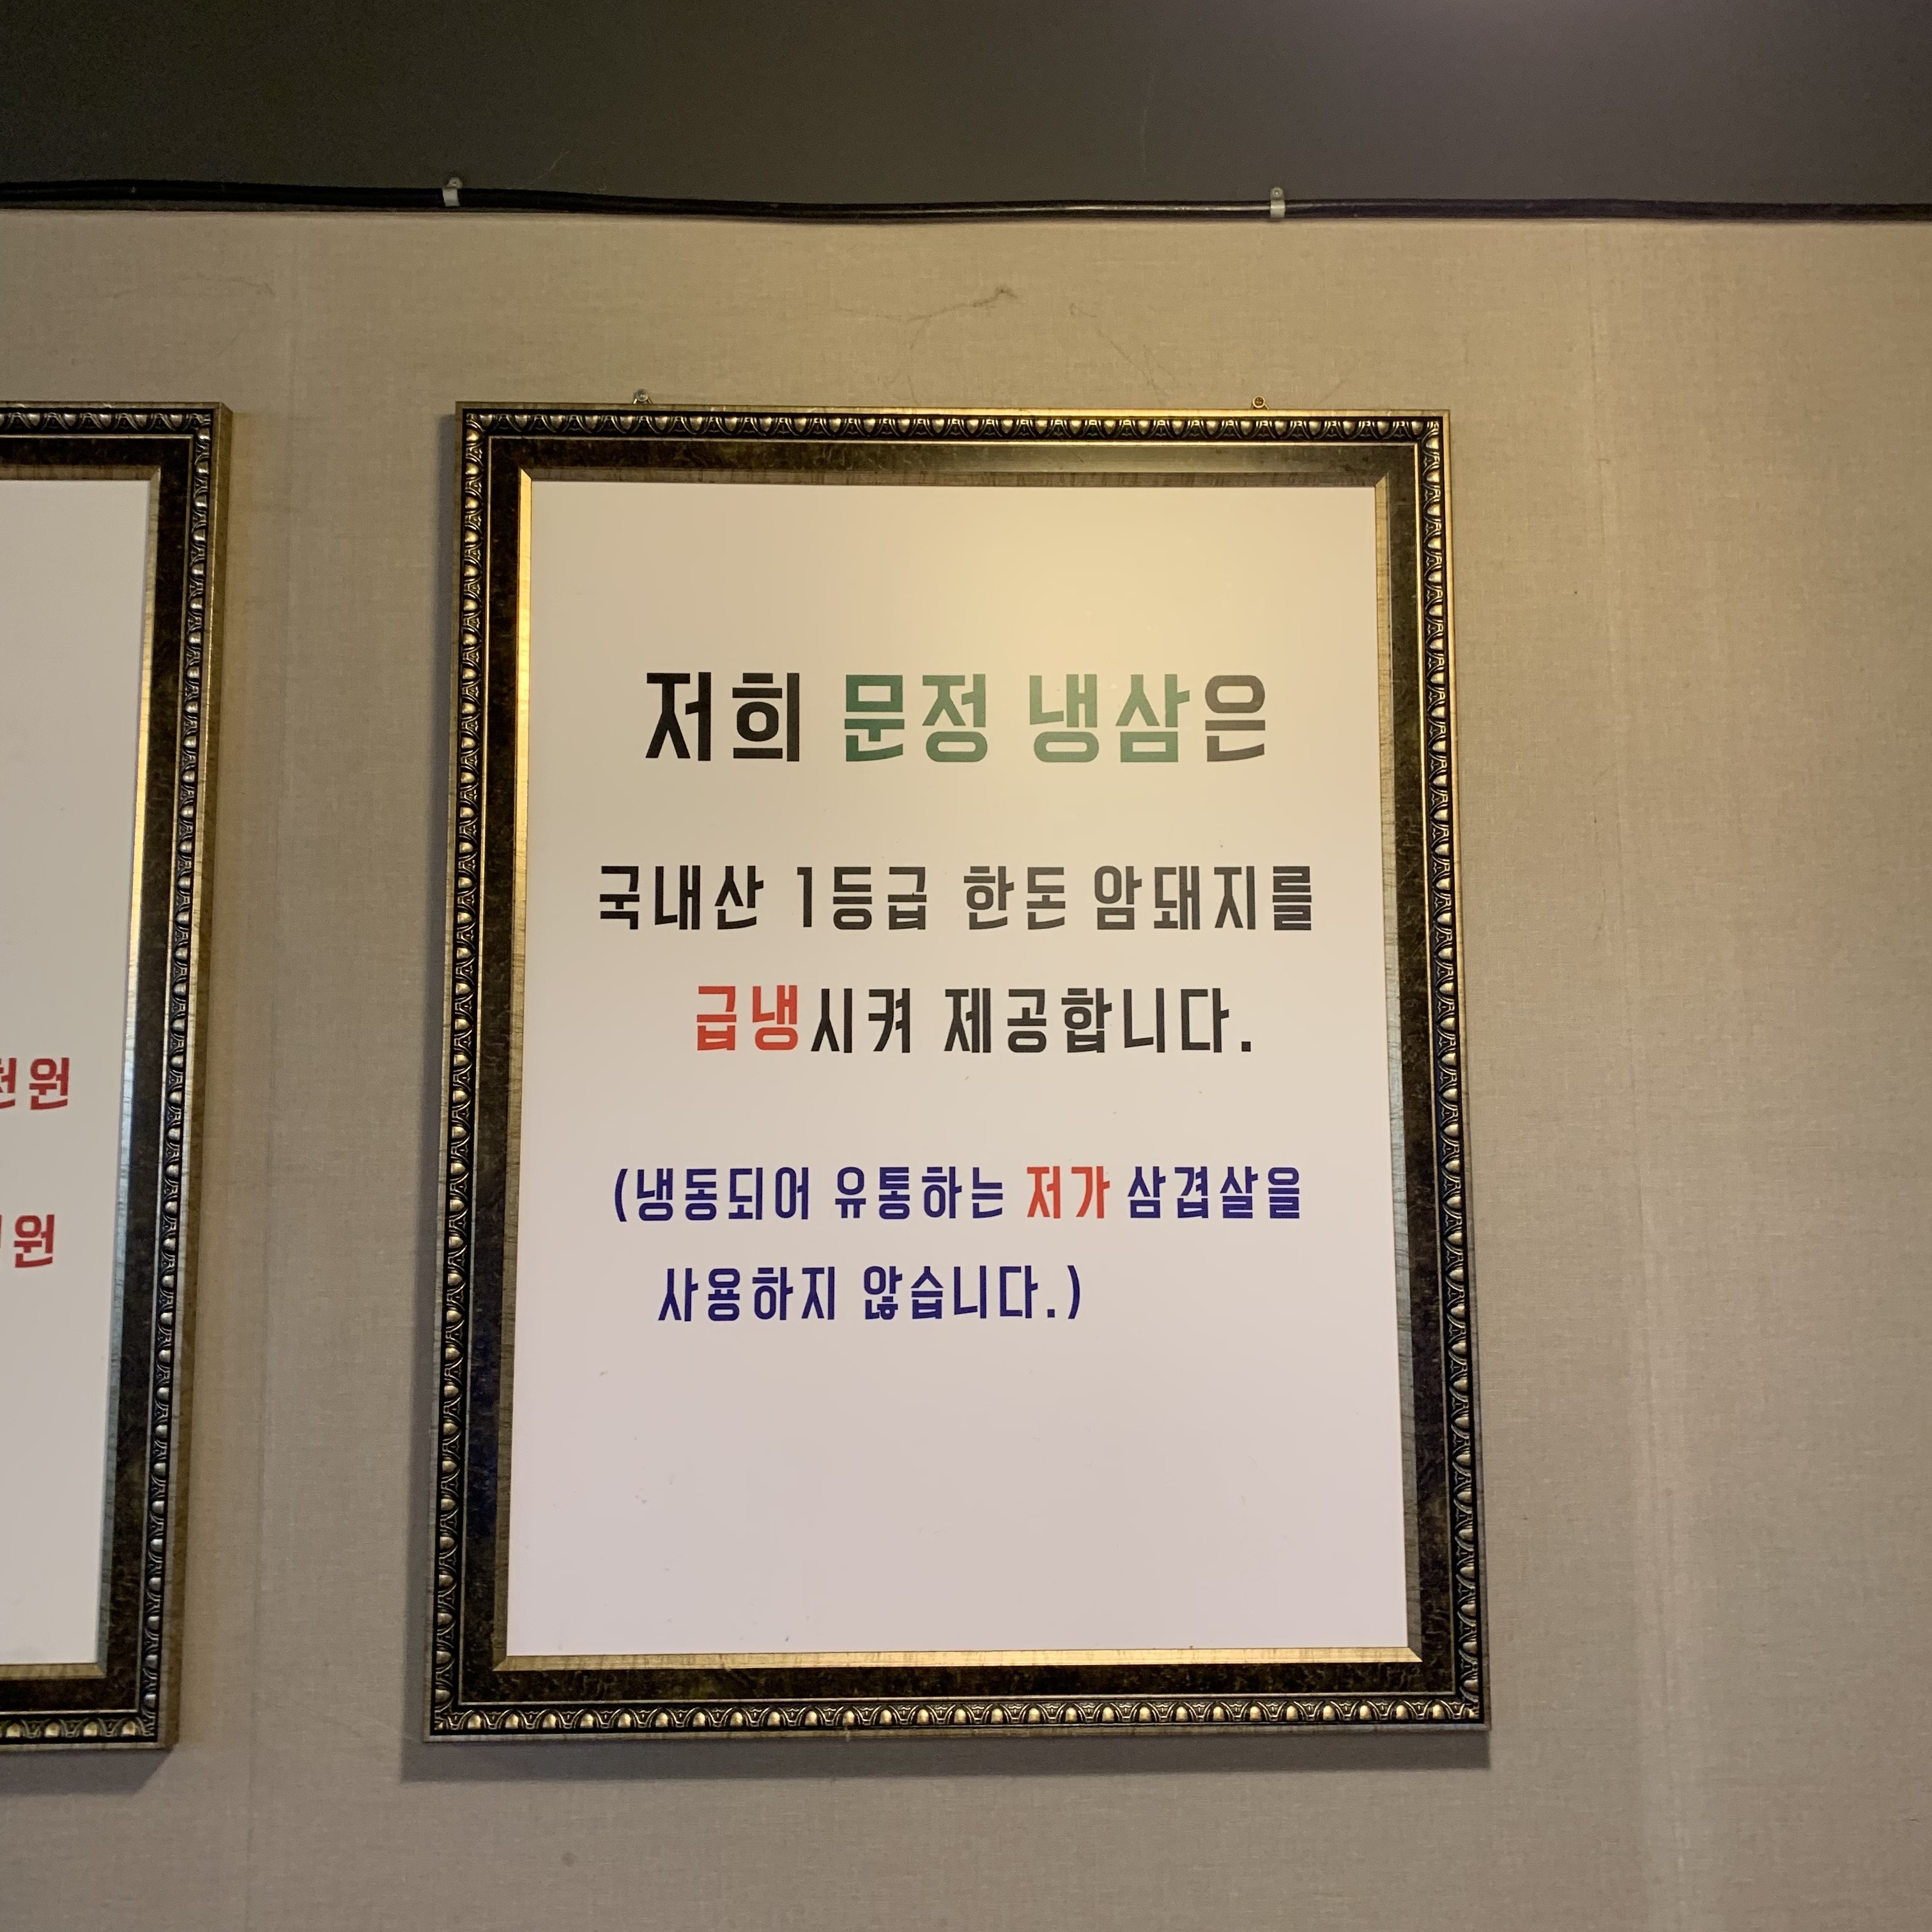 저희 문정 냉삼은
국내산 1등급 한돈 암돼지를
급냉시켜 제공합니다.
(냉동되어 유통하는 저가 삼겹살을
사용하지 않습니다.)
천원
원